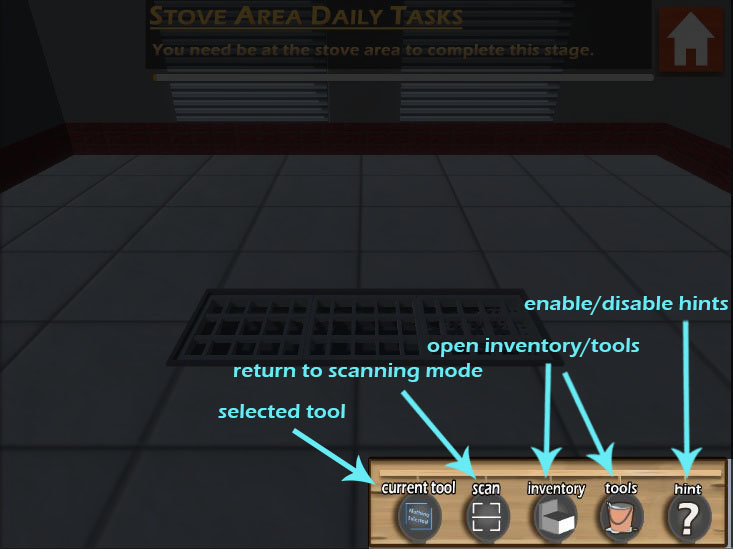 STOVE AREA DAILY TASKS
You need be at the stove area to complete this stage.
enable/disable hints
open inventory/tools
return to scanning mode
selected tool
current tool scan inventory tools hint
Nothing
Selected
?